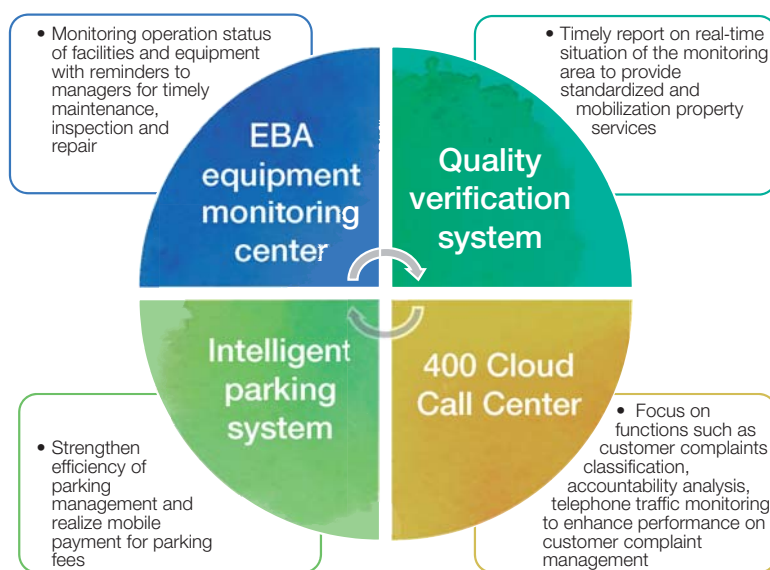 • Monitoring operation status
of facilities and equipment
with reminders to
managers for timely
maintenance,
inspection and
repair
• Timely report on real-time
situation of the monitoring
area to provide
standardized and
mobilization property
services
EBA
equipment
monitoring
center
Quality
verification
system
Intelligent
parking
system
400 Cloud
Call Center
• Strengthen
efficiency of
parking
management and
realize mobile
payment for parking
fees
• Focus on
functions such as
customer complaints
classification,
accountability analysis,
telephone traffic monitoring
to enhance performance on
customer complaint
management